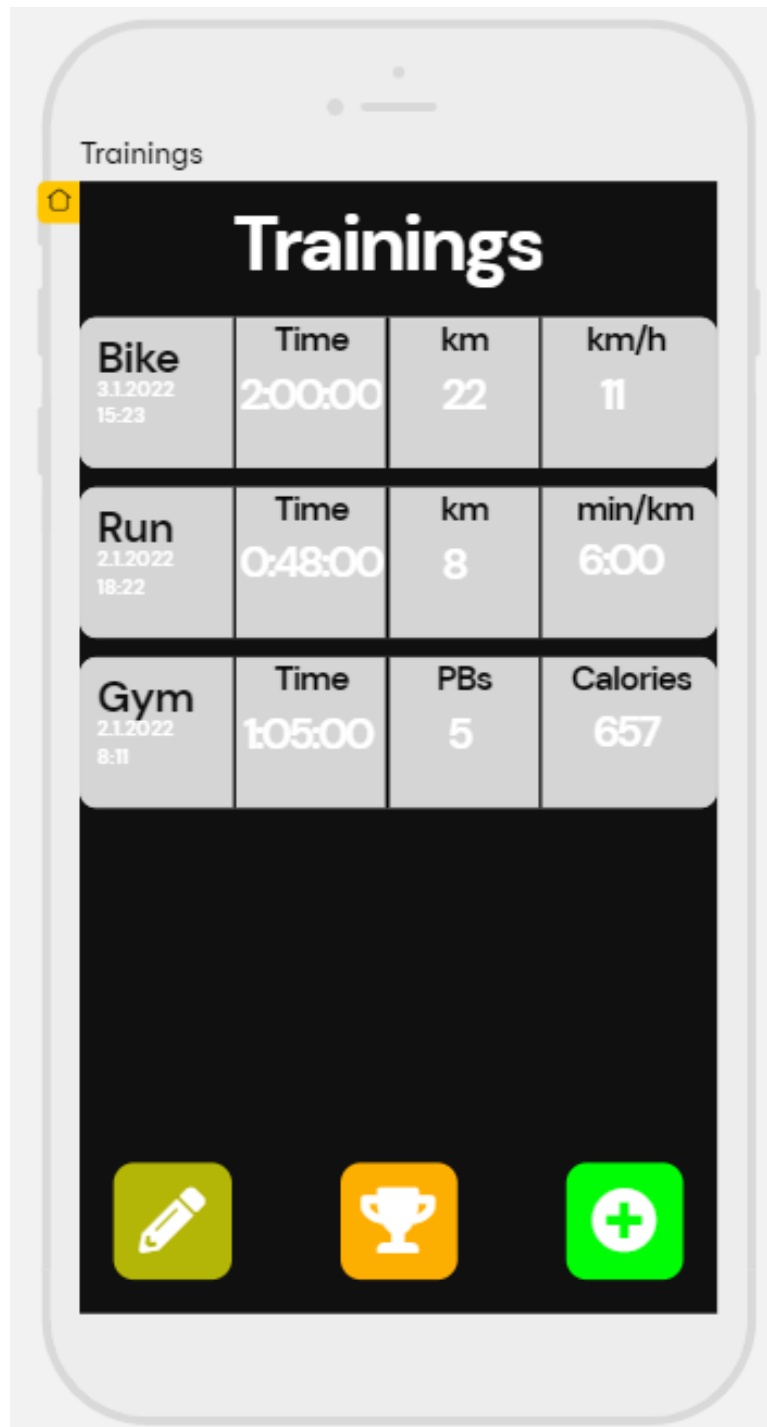 Trainings
Trainings
Bike
3.1.2022
15:23
Time
2:00:00
km
22
km/h
11
Run
2.1.2022
18:22
Time
0:48:00
km
8
min/km
6:00
Gym
2.1.2022
8:11
Time
1:05:00
PBs
5
Calories
657